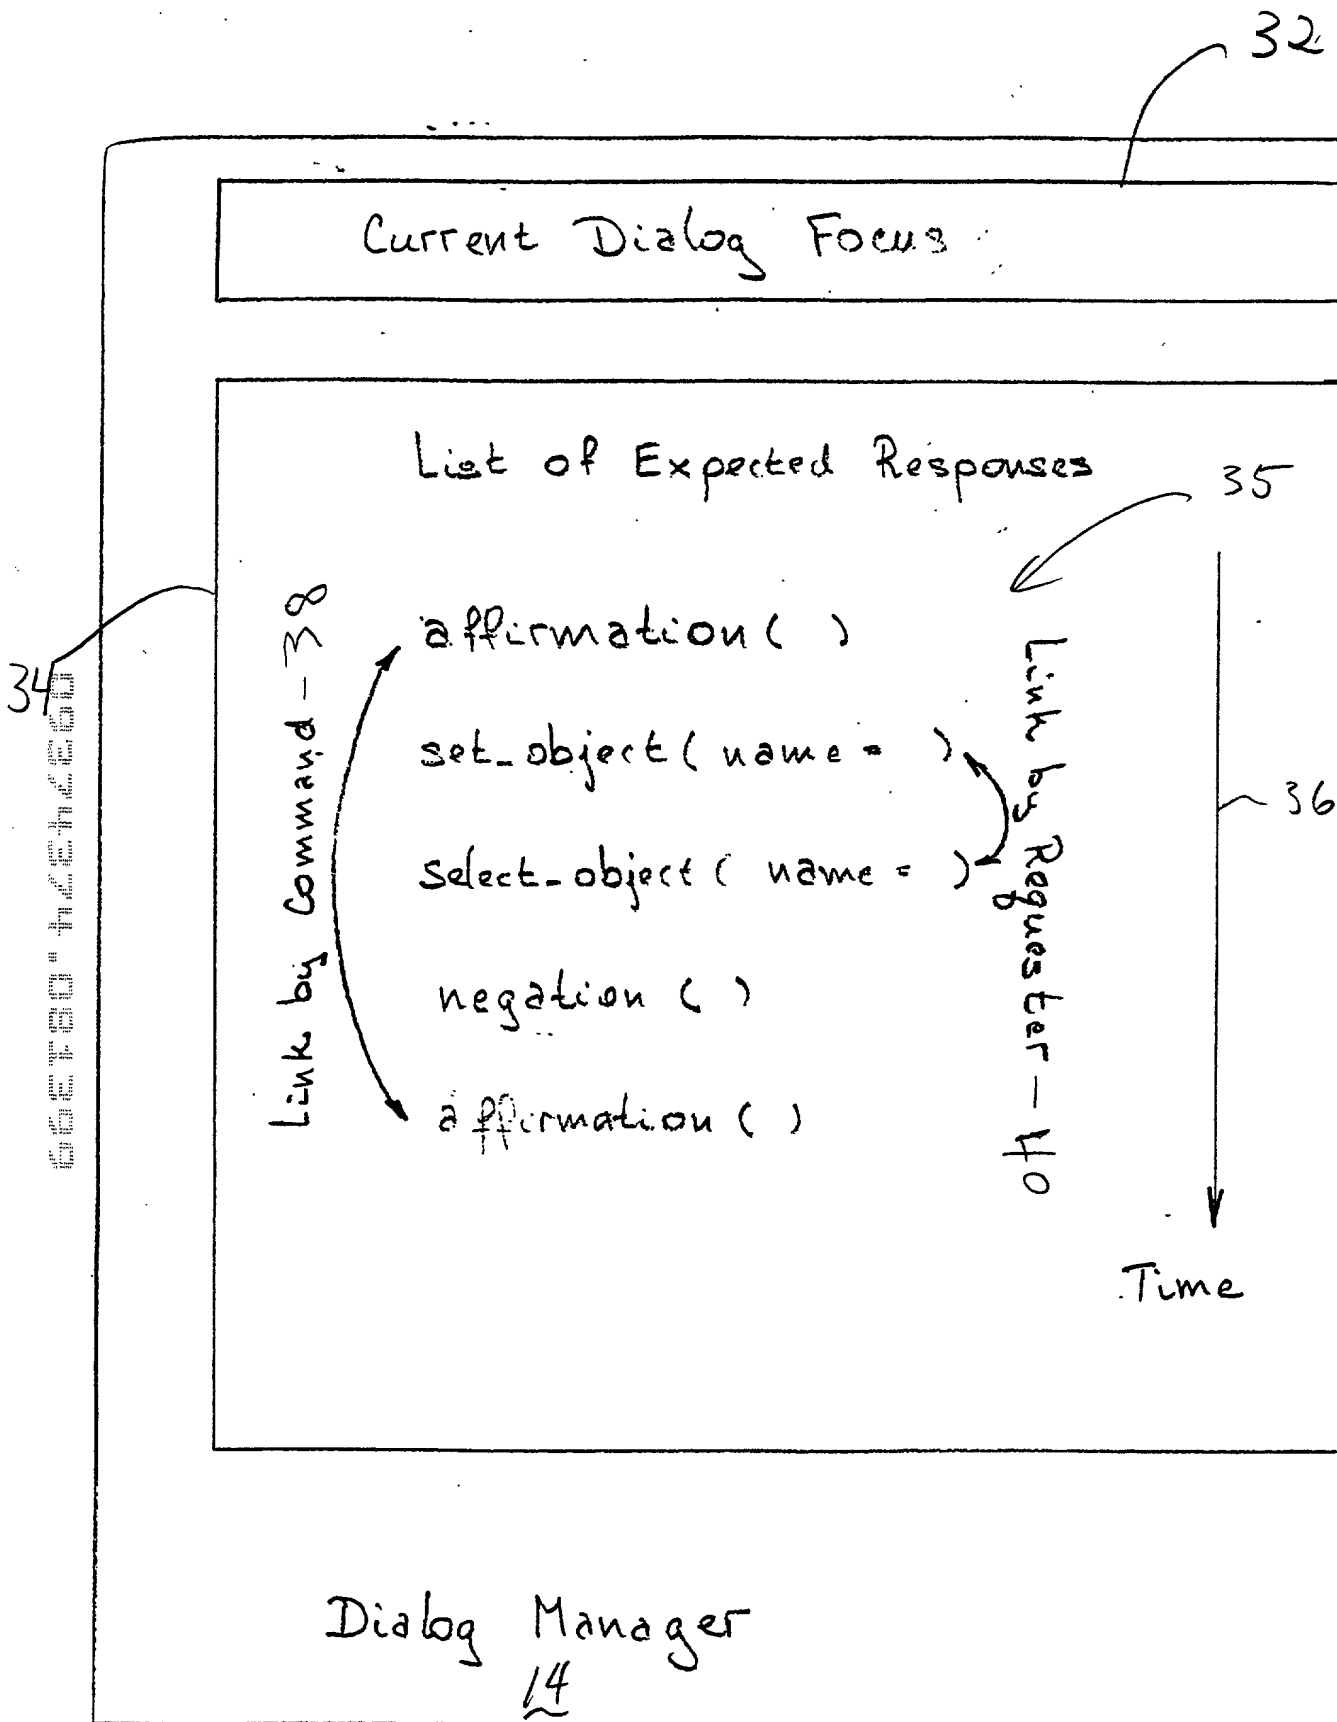 32
Current Dialog Focus
List of Expected Responses
35
34
Link by Command - 38
affirmation ( )
set_object ( name = )
select_object ( name = )
negation ( )
affirmation ( )
Link by Requester - 40
36
Time
Dialog Manager
14